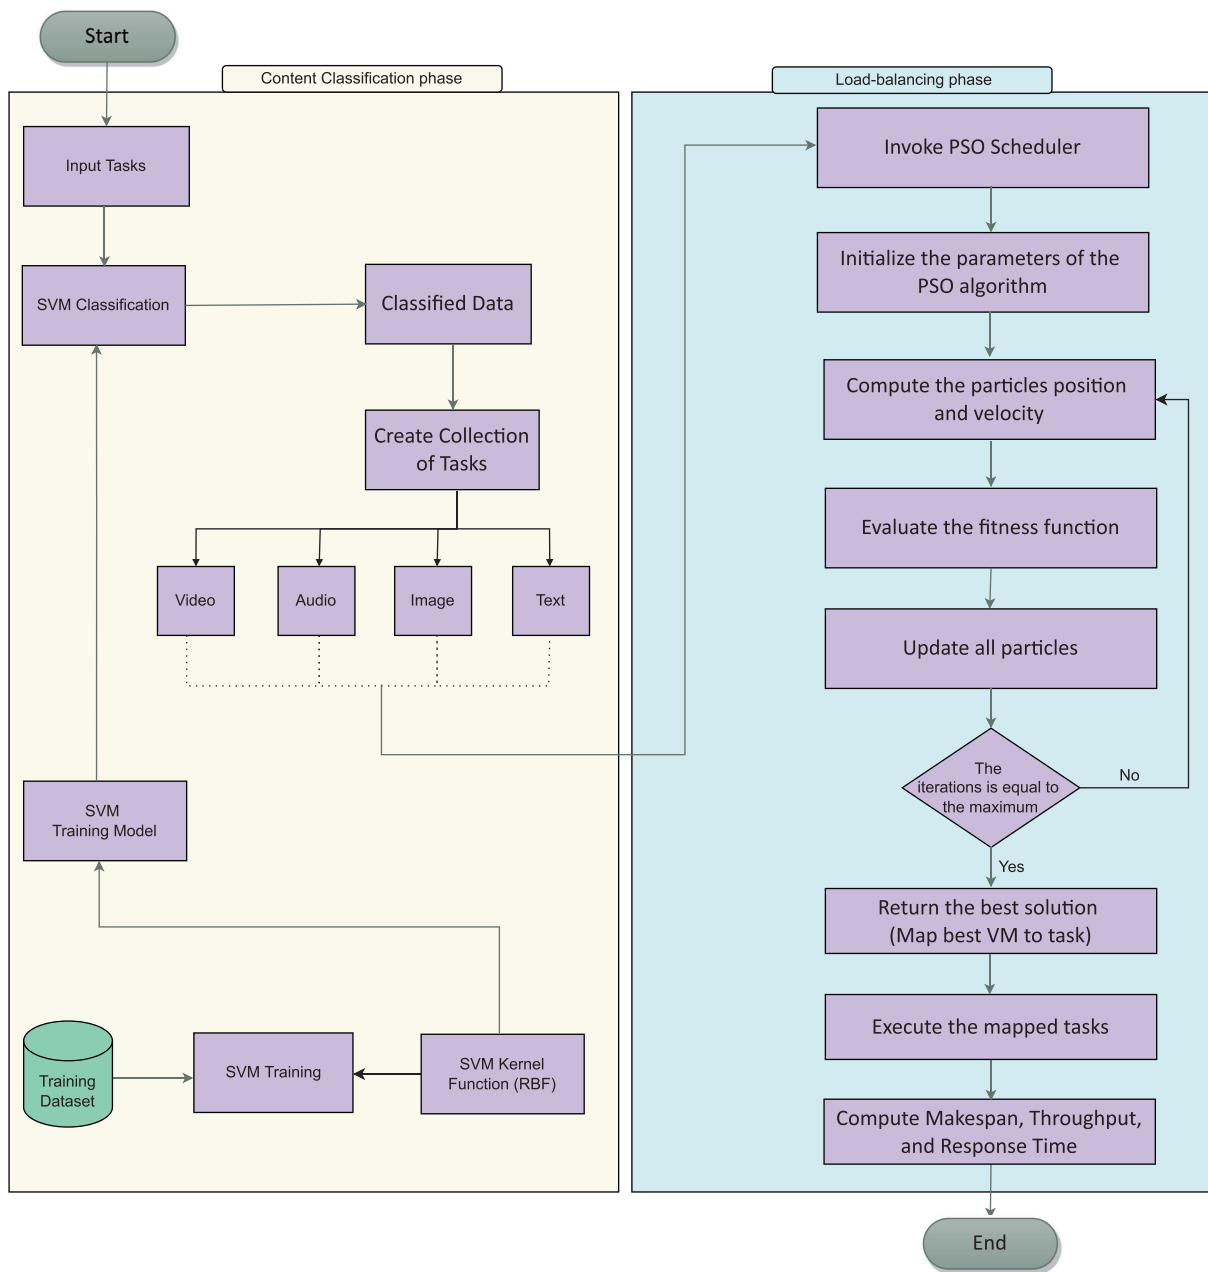 Start
Content Classification phase
Input Tasks
SVM Classification
Classified Data
Create Collection
of Tasks
Video
Audio
Image
Text
SVM
Training Model
Training
Dataset
SVM Training
SVM Kernel
Function (RBF)
Load-balancing phase
Invoke PSO Scheduler
Initialize the parameters of the
PSO algorithm
Compute the particles position
and velocity
Evaluate the fitness function
Update all particles
The
iterations is equal to
the maximum
No
Yes
Return the best solution
(Map best VM to task)
Execute the mapped tasks
Compute Makespan, Throughput,
and Response Time
End